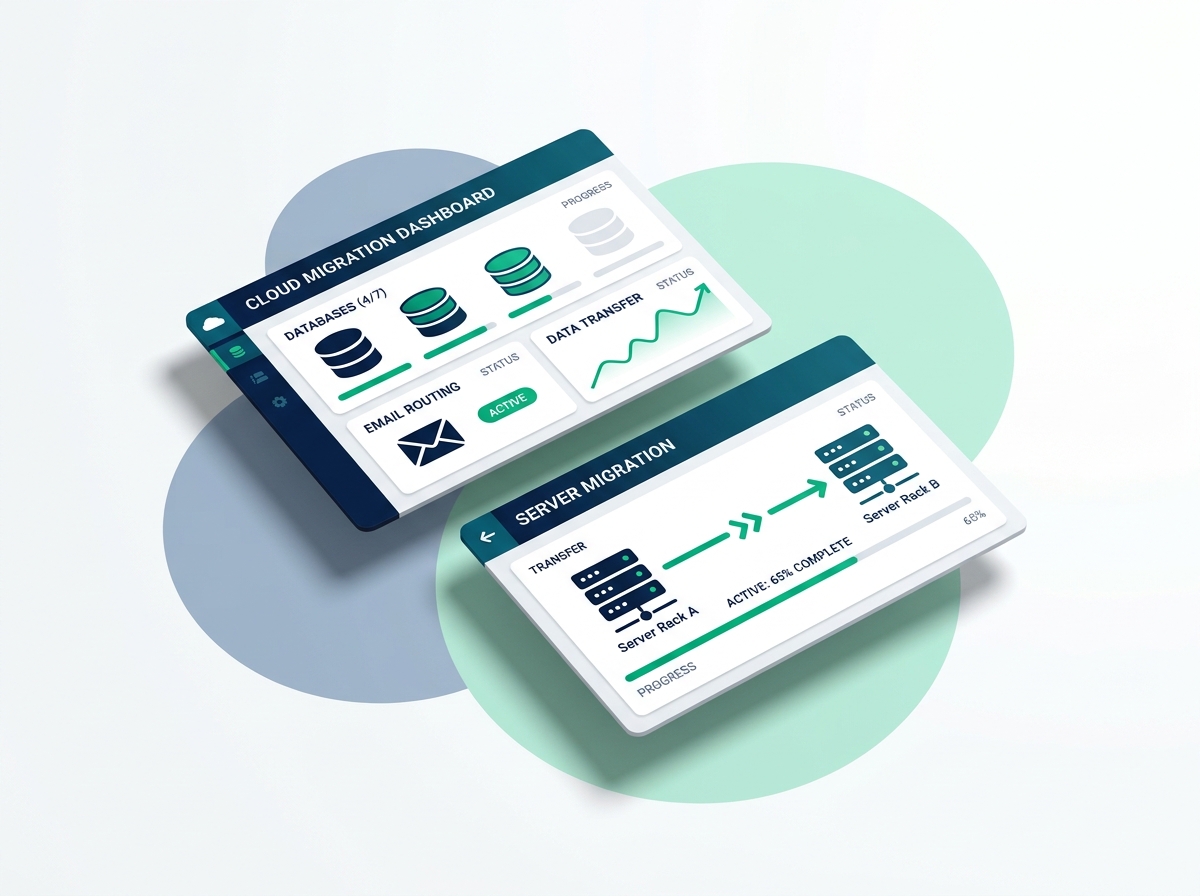 CLOUD MIGRATION DASHBOARD
DATABASES (4/7)
PROGRESS
EMAIL ROUTING
STATUS
ACTIVE
DATA TRANSFER
STATUS
SERVER MIGRATION
TRANSFER
STATUS
Server Rack A
Server Rack B
ACTIVE: 65% COMPLETE
PROGRESS